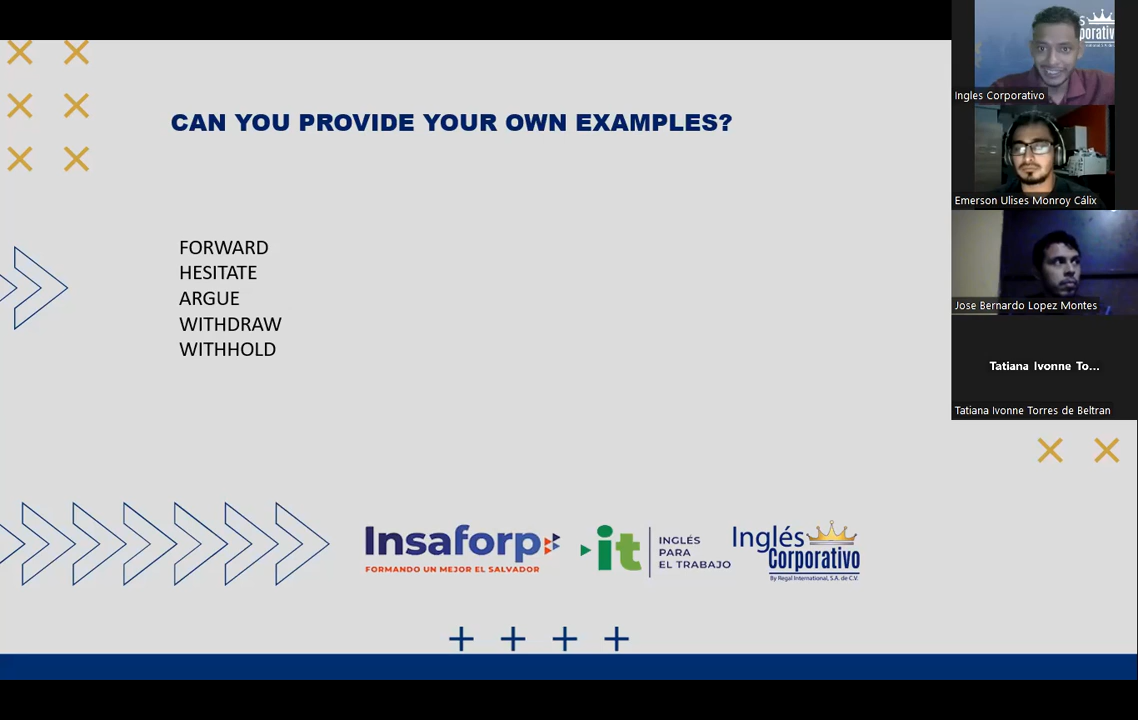 CAN YOU PROVIDE YOUR OWN EXAMPLES?
FORWARD
HESITATE
ARGUE
WITHDRAW
WITHHOLD
Insaforp
FORMANDO UN MEJOR EL SALVADOR
it
INGLÉS
PARA
EL TRABAJO
Inglés
Corporativo
By Regal International, S.A. de C.V.
Ingles Corporativo
Emerson Ulises Monroy Cálix
Jose Bernardo Lopez Montes
Tatiana Ivonne To...
Tatiana Ivonne Torres de Beltran